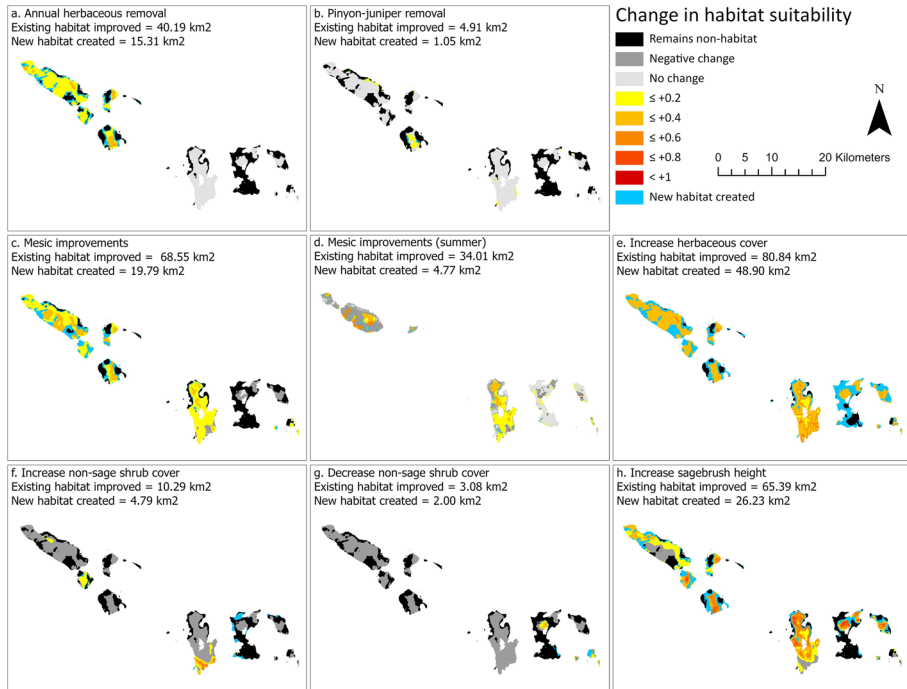 a. Annual herbaceous removal
Existing habitat improved = 40.19 km2
New habitat created = 15.31 km2
b. Pinyon-juniper removal
Existing habitat improved = 4.91 km2
New habitat created = 1.05 km2
Change in habitat suitability
Remains non-habitat
Negative change
No change
≤ +0.2
≤ +0.4
≤ +0.6
≤ +0.8
< +1
New habitat created
N
0 5 10 20 Kilometers
c. Mesic improvements
Existing habitat improved = 68.55 km2
New habitat created = 19.79 km2
d. Mesic improvements (summer)
Existing habitat improved = 34.01 km2
New habitat created = 4.77 km2
e. Increase herbaceous cover
Existing habitat improved = 80.84 km2
New habitat created = 48.90 km2
f. Increase non-sage shrub cover
Existing habitat improved = 10.29 km2
New habitat created = 4.79 km2
g. Decrease non-sage shrub cover
Existing habitat improved = 3.08 km2
New habitat created = 2.00 km2
h. Increase sagebrush height
Existing habitat improved = 65.39 km2
New habitat created = 26.23 km2